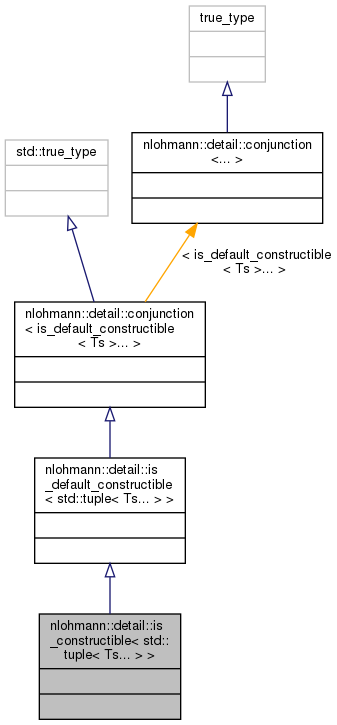 true_type
nlohmann::detail::conjunction
<... >
std::true_type
< is_default_constructible
< Ts >... >
nlohmann::detail::conjunction
< is_default_constructible
< Ts >... >
nlohmann::detail::is
_default_constructible
< std::tuple< Ts... > >
nlohmann::detail::is
_constructible< std::
tuple< Ts... > >